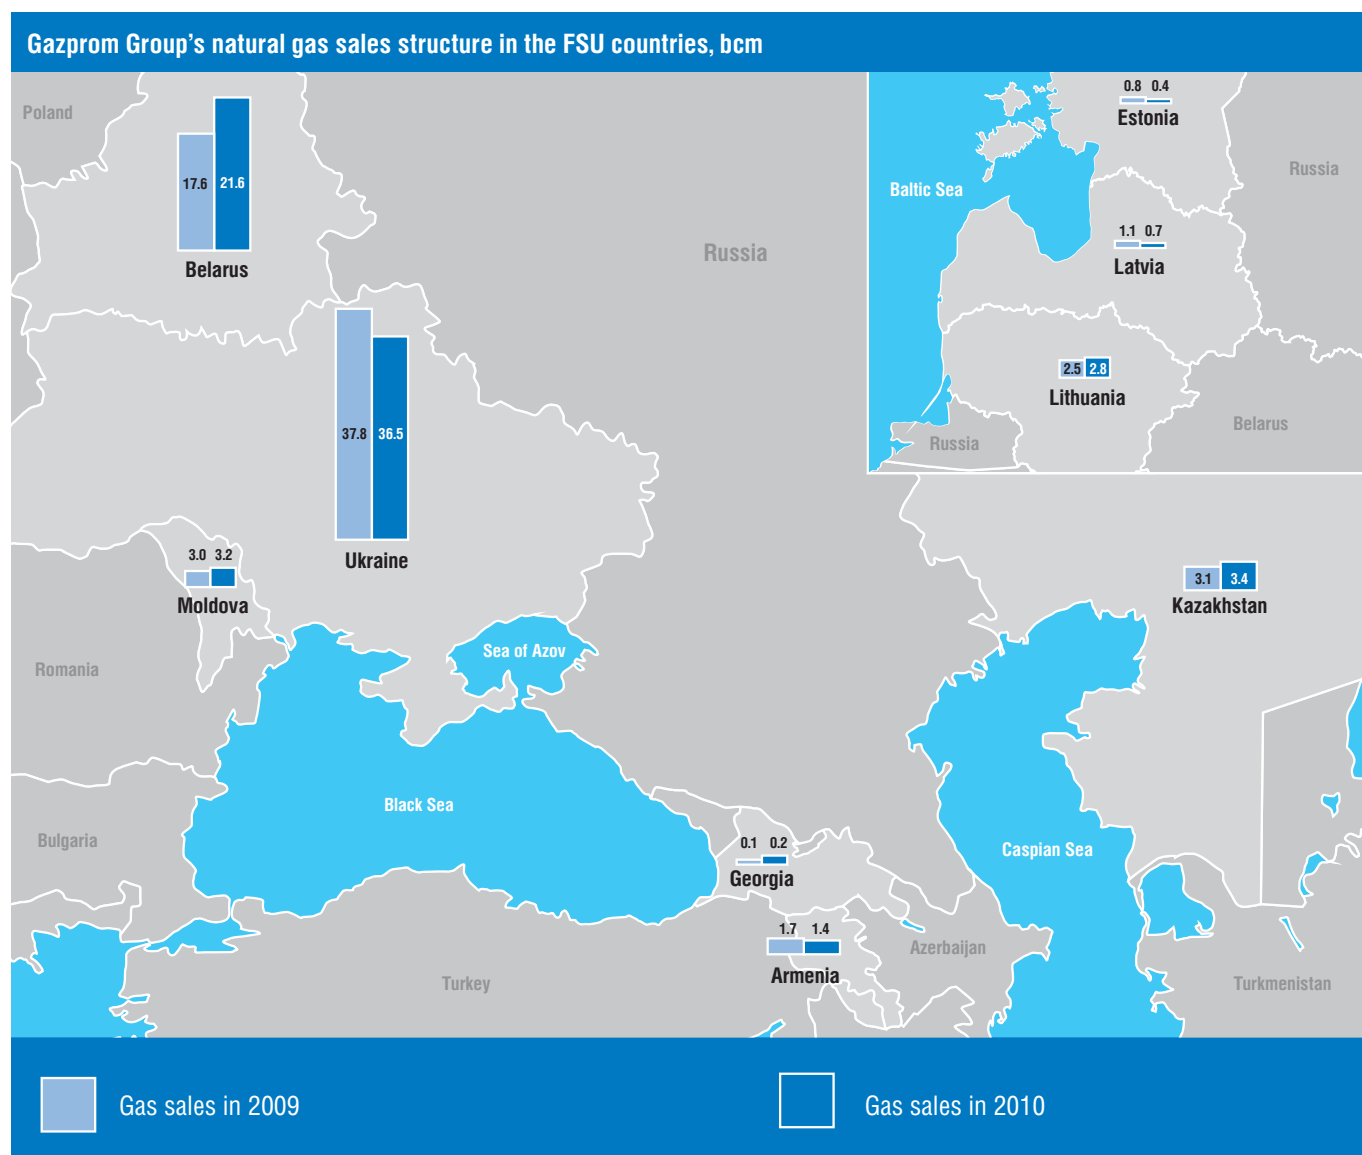 Gazprom Group's natural gas sales structure in the FSU countries, bcm
Poland
17.6 21.6
Belarus
Russia
37.8 36.5
Ukraine
3.0 3.2
Moldova
Romania
Bulgaria
Sea of Azov
Black Sea
Turkey
0.8 0.4
Estonia
Russia
Baltic Sea
1.1 0.7
Latvia
2.5 2.8
Lithuania
Russia
Belarus
3.1 3.4
Kazakhstan
Caspian Sea
0.1 0.2
Georgia
1.7 1.4
Armenia
Azerbaijan
Turkmenistan
Gas sales in 2009
Gas sales in 2010